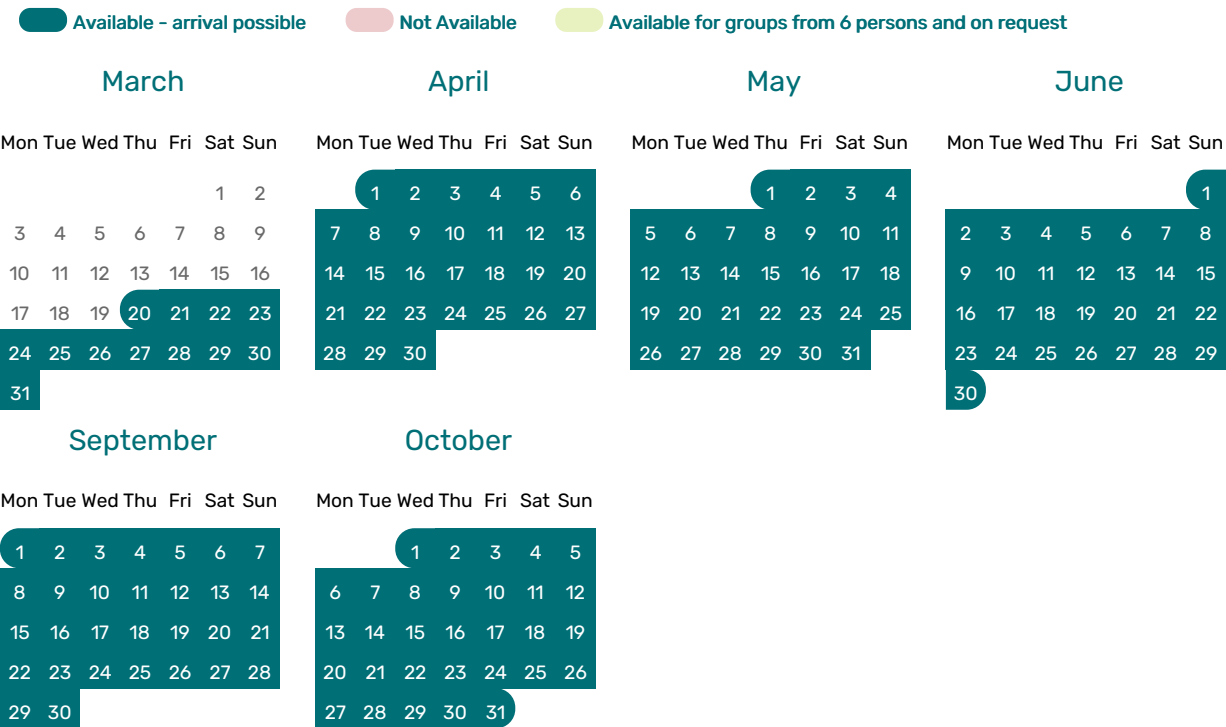 Available - arrival possible Not Available Available for groups from 6 persons and on request
March April May June
Mon Tue Wed Thu Fri Sat Sun Mon Tue Wed Thu Fri Sat Sun Mon Tue Wed Thu Fri Sat Sun Mon Tue Wed Thu Fri Sat Sun
1 2 1 2 3 4 5 6 1 2 3 4 1
3 4 5 6 7 8 9 7 8 9 10 11 12 13 5 6 7 8 9 10 11 2 3 4 5 6 7 8
10 11 12 13 14 15 16 14 15 16 17 18 19 20 12 13 14 15 16 17 18 9 10 11 12 13 14 15
17 18 19 20 21 22 23 21 22 23 24 25 26 27 19 20 21 22 23 24 25 16 17 18 19 20 21 22
24 25 26 27 28 29 30 28 29 30 26 27 28 29 30 31 23 24 25 26 27 28 29
31 30
September October
Mon Tue Wed Thu Fri Sat Sun Mon Tue Wed Thu Fri Sat Sun
1 2 3 4 5 6 7 1 2 3 4 5
8 9 10 11 12 13 14 6 7 8 9 10 11 12
15 16 17 18 19 20 21 13 14 15 16 17 18 19
22 23 24 25 26 27 28 20 21 22 23 24 25 26
29 30 27 28 29 30 31